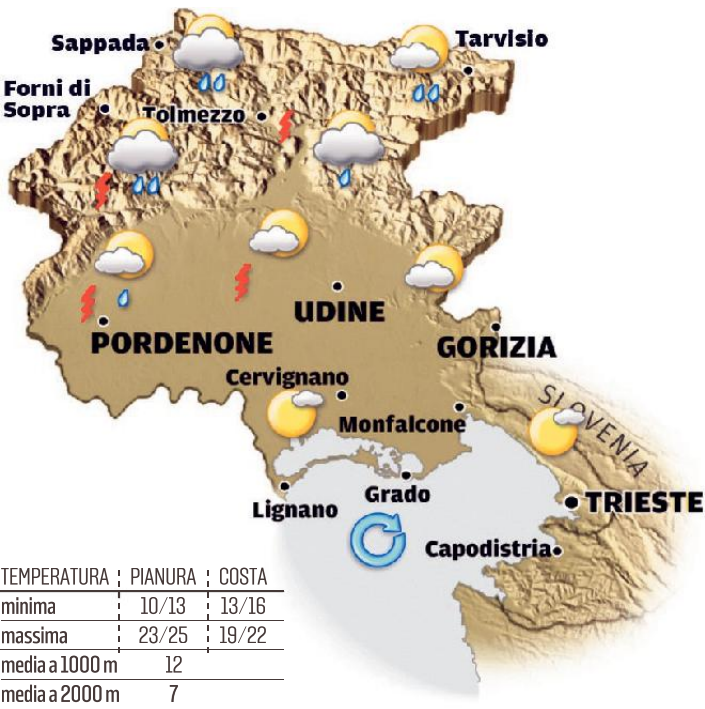 Sappada
Tarvisio
Forni di
Sopra
Tolmezzo
UDINE
PORDENONE
GORIZIA
Cervignano
SLOVENIA
Monfalcone
Grado
Lignano
TRIESTE
Capodistria
TEMPERATURA PIANURA COSTA
minima 10/13 13/16
massima 23/25 19/22
media a 1000 m 12
media a 2000 m 7